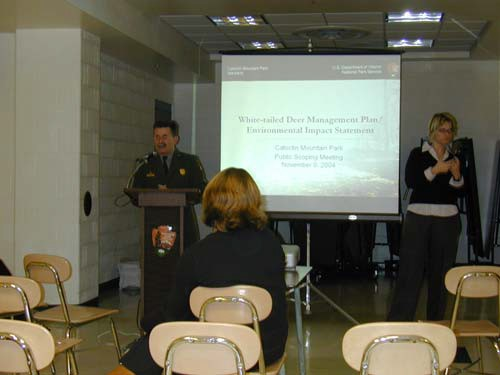 Catoctin Mountain Park
U.S. Department of Interior
National Park Service
White-tailed Deer Management Plan/
Environmental Impact Statement
Catoctin Mountain Park
Public Scoping Meeting
November 9, 2004